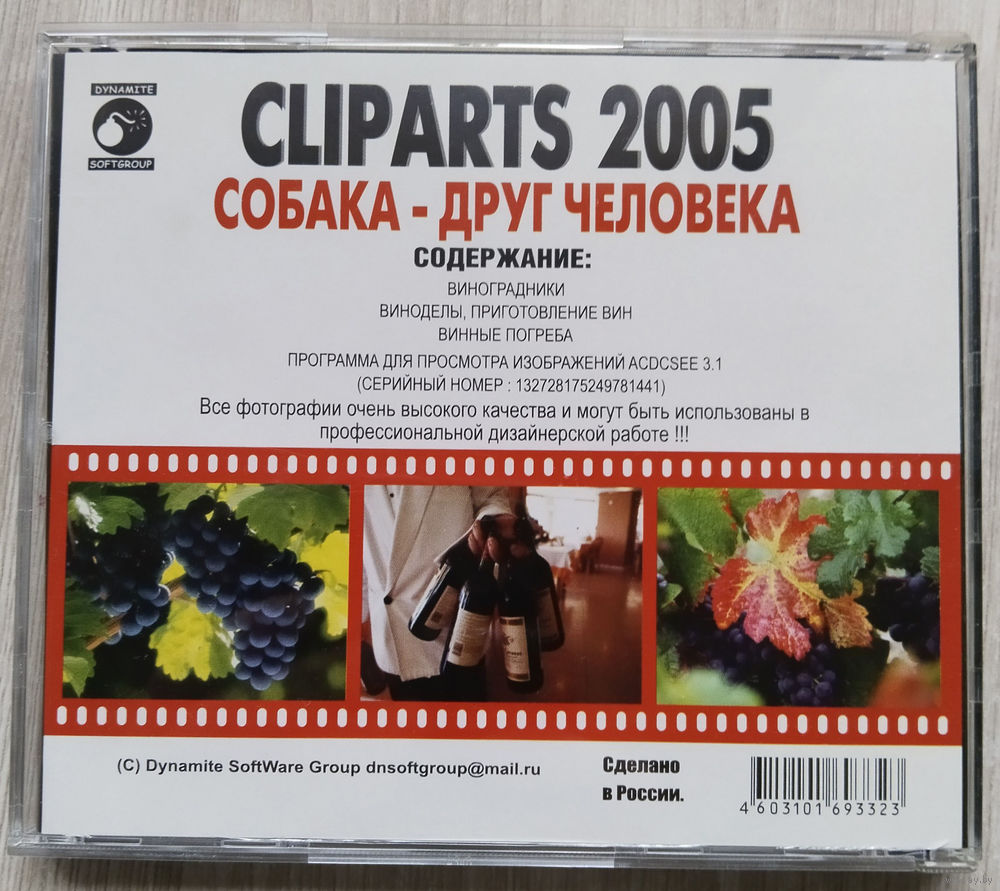 DYNAMITE
SOFTGROUP
CLIPARTS 2005
СОБАКА - ДРУГ ЧЕЛОВЕКА
СОДЕРЖАНИЕ:
ВИНОГРАДНИКИ
ВИНОДЕЛЫ, ПРИГОТОВЛЕНИЕ ВИН
ВИННЫЕ ПОГРЕБА
ПРОГРАММА ДЛЯ ПРОСМОТРА ИЗОБРАЖЕНИЙ ACDCSEE 3.1
(СЕРИЙНЫЙ НОМЕР : 132728175249781441)
Все фотографии очень высокого качества и могут быть использованы в
профессиональной дизайнерской работе !!!
(C) Dynamite SoftWare Group dnsoftgroup@mail.ru
Сделано
в России.
4 603101 693323